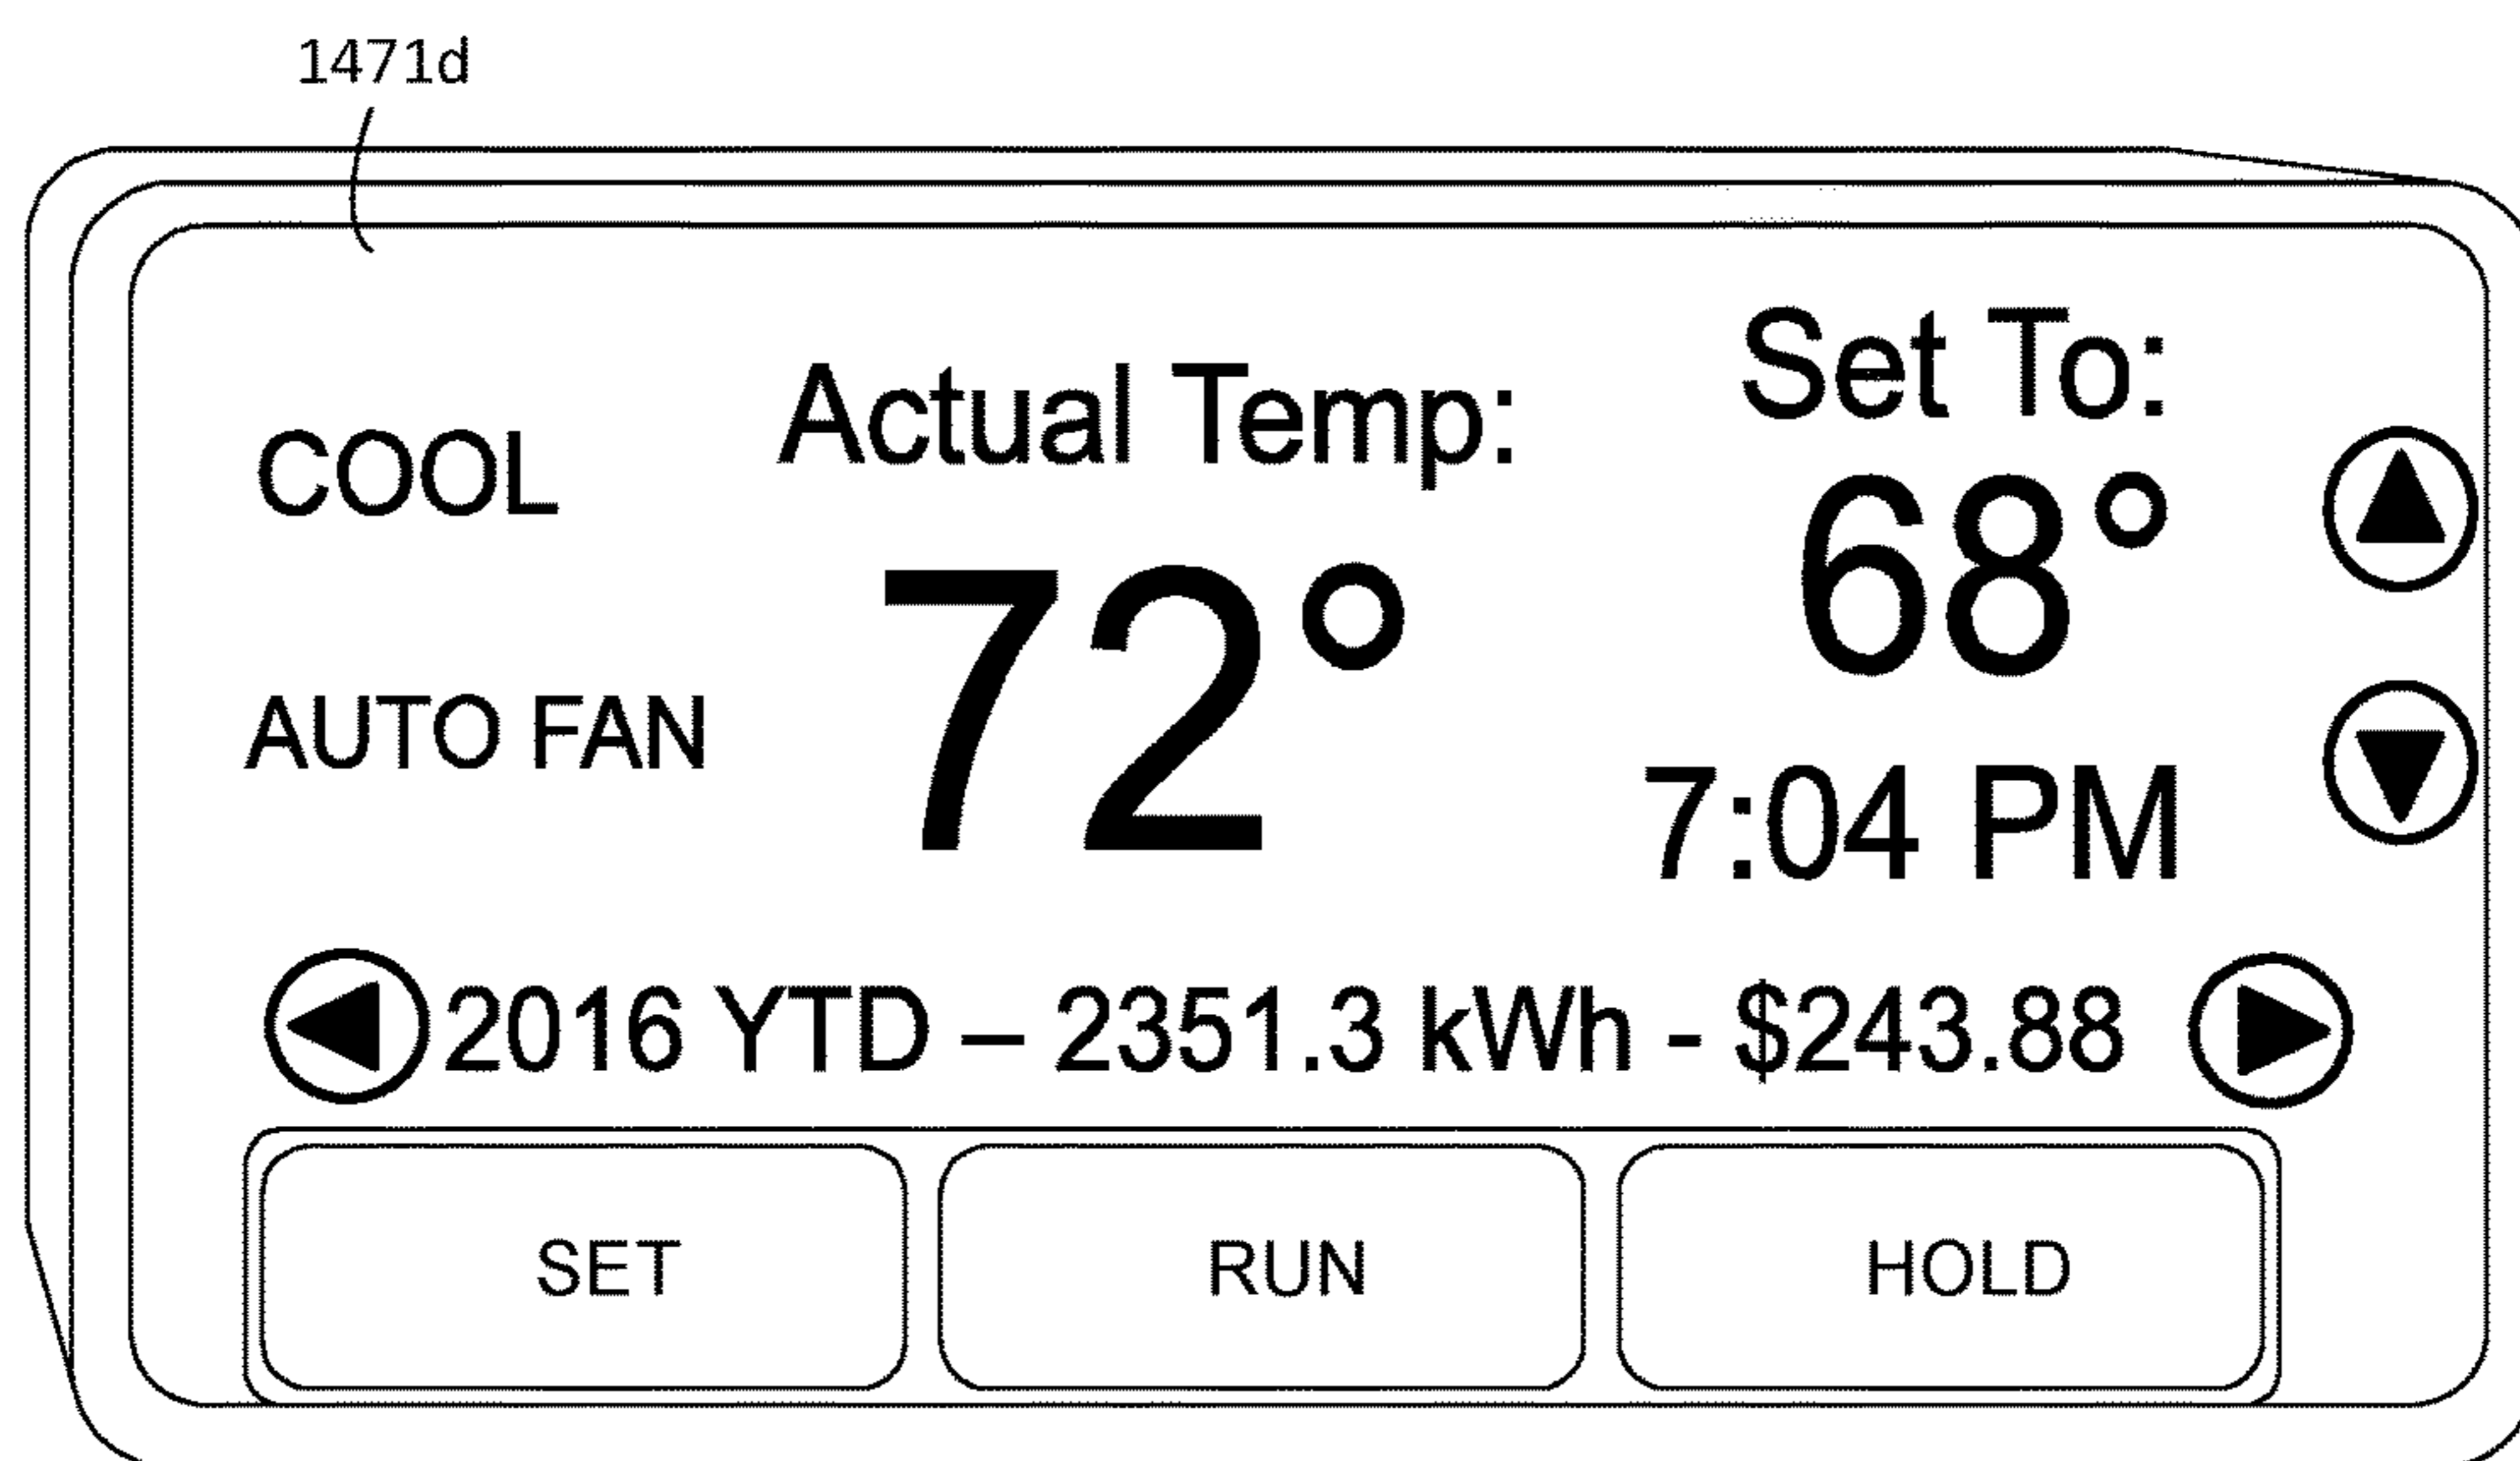 1471d
COOL
AUTO FAN
Actual Temp:
72°
Set To:
68°
7:04 PM
2016 YTD – 2351.3 kWh - $243.88
SET
RUN
HOLD